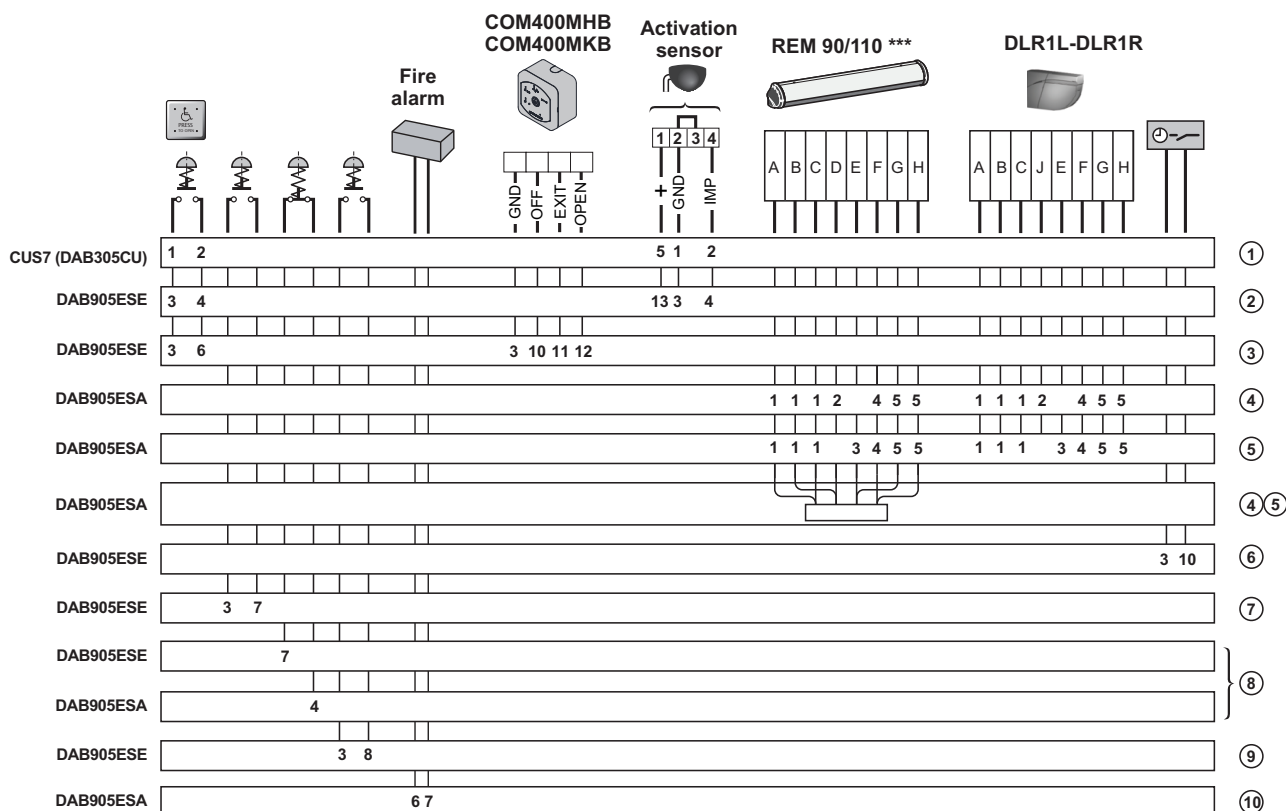 COM400MHB
COM400MKB
Activation
sensor
REM 90/110 ***
DLR1L-DLR1R
Fire
alarm
PRESS
TO OPEN
1 2 3 4
A B C D E F G H
A B C J E F G H
GND OFF EXIT OPEN
+ GND IMP
CUS7 (DAB305CU) 1 2 5 1 2 1
DAB905ESE 3 4 13 3 4 2
DAB905ESE 3 6 3 10 11 12 3
DAB905ESA 1 1 1 2 4 5 5 1 1 1 2 4 5 5 4
DAB905ESA 1 1 1 3 4 5 5 1 1 1 3 4 5 5 5
DAB905ESA 4 5
DAB905ESE 3 10 6
DAB905ESE 3 7 7
DAB905ESE 7
8
DAB905ESA 4
DAB905ESE 3 8 9
DAB905ESA 6 7 10